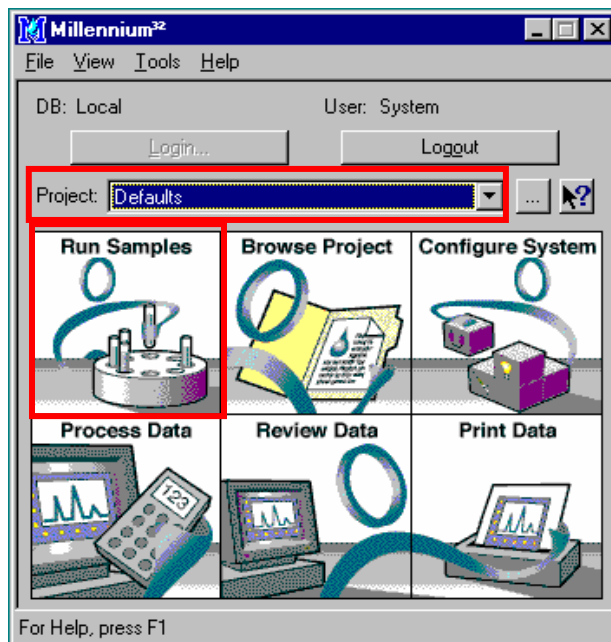 Millennium³²
File View Tools Help
DB: Local User: System
Login... Logout
Project: Defaults ... ?
Run Samples Browse Project Configure System
123
Process Data Review Data Print Data
For Help, press F1